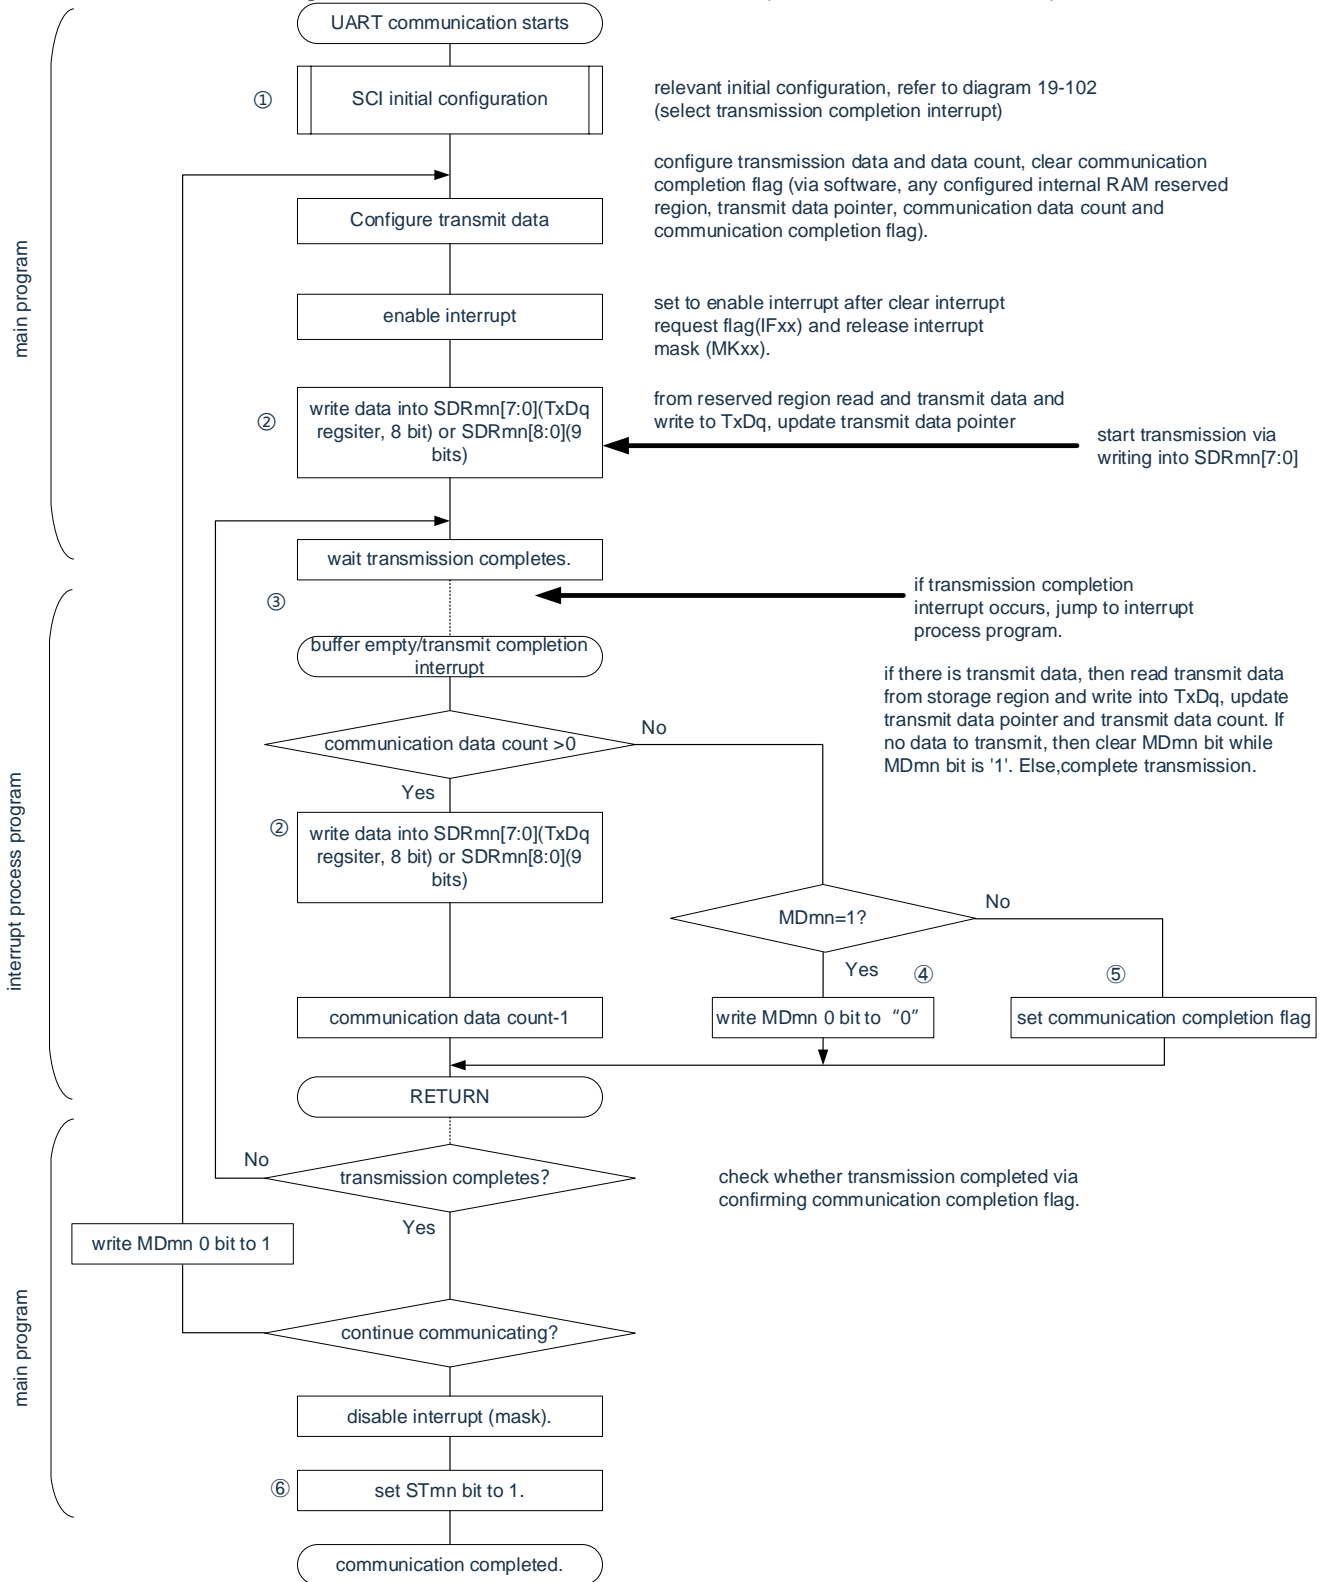 UART communication starts
①
SCI initial configuration
relevant initial configuration, refer to diagram 19-102
(select transmission completion interrupt)
configure transmission data and data count, clear communication
completion flag (via software, any configured internal RAM reserved
region, transmit data pointer, communication data count and
communication completion flag).
Configure transmit data
main program
enable interrupt
set to enable interrupt after clear interrupt
request flag(IFxx) and release interrupt
mask (MKxx).
②
write data into SDRmn[7:0](TxDq
regsiter, 8 bit) or SDRmn[8:0](9
bits)
from reserved region read and transmit data and
write to TxDq, update transmit data pointer
start transmission via
writing into SDRmn[7:0]
wait transmission completes.
③
if transmission completion
interrupt occurs, jump to interrupt
process program.
buffer empty/transmit completion
interrupt
if there is transmit data, then read transmit data
from storage region and write into TxDq, update
transmit data pointer and transmit data count. If
no data to transmit, then clear MDmn bit while
MDmn bit is '1'. Else,complete transmission.
communication data count >0
No
Yes
interrupt process program
②
write data into SDRmn[7:0](TxDq
regsiter, 8 bit) or SDRmn[8:0](9
bits)
MDmn=1?
No
Yes
④
⑤
communication data count-1
write MDmn 0 bit to “0”
set communication completion flag
RETURN
No
transmission completes?
check whether transmission completed via
confirming communication completion flag.
Yes
write MDmn 0 bit to 1
main program
continue communicating?
disable interrupt (mask).
⑥
set STmn bit to 1.
communication completed.